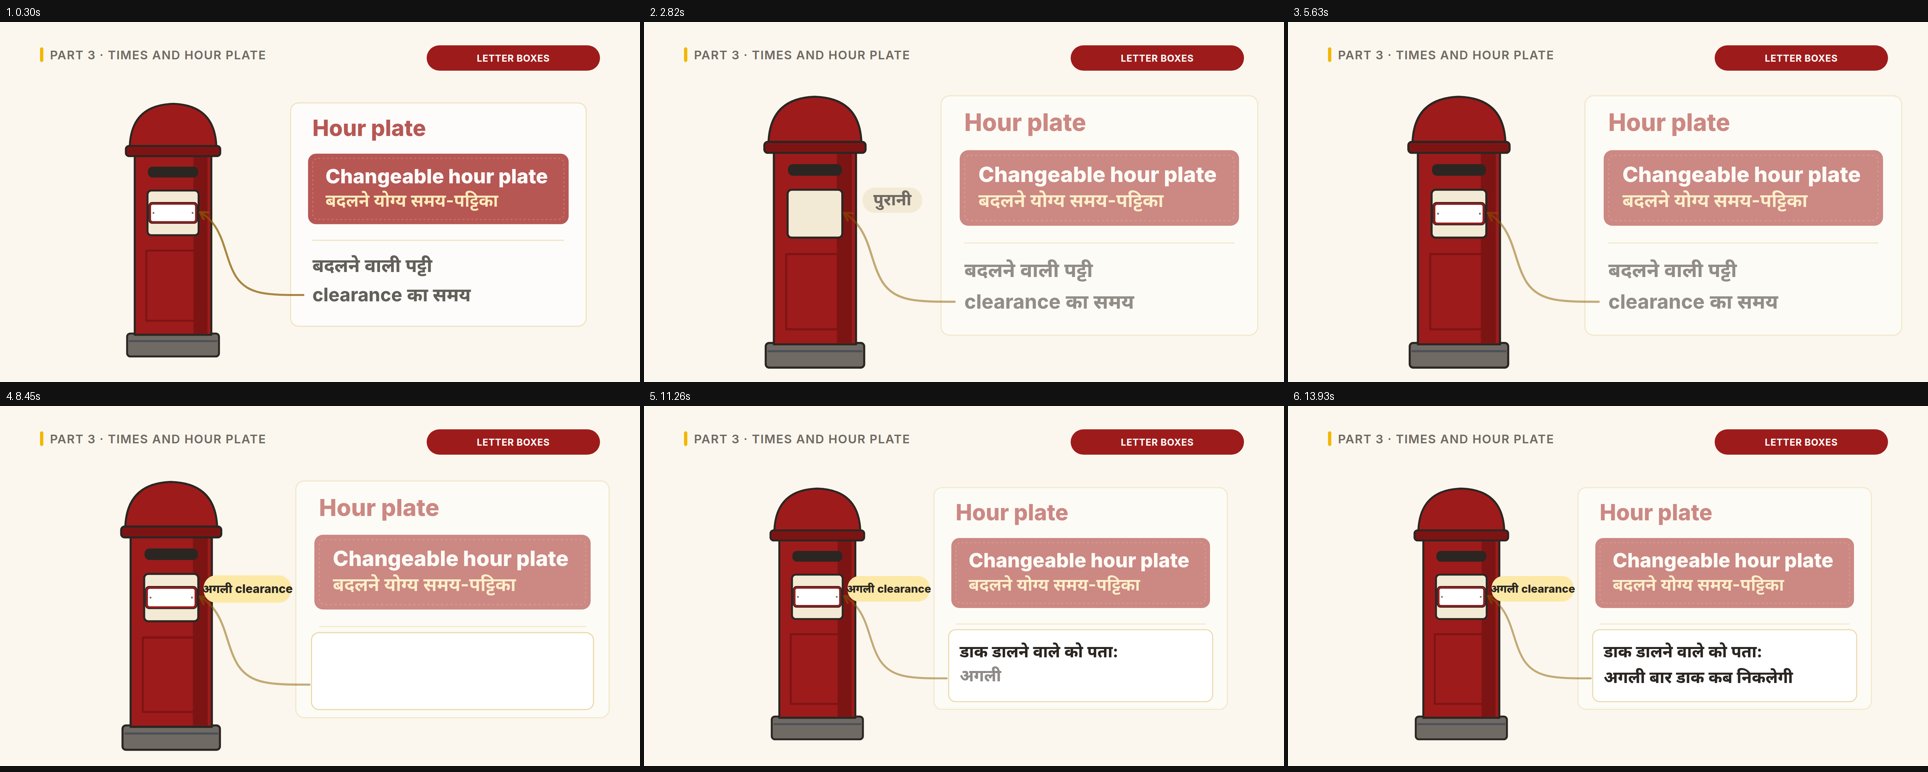 1. 0.30s
PART 3 · TIMES AND HOUR PLATE
LETTER BOXES
Hour plate
Changeable hour plate
बदलने योग्य समय-पट्टिका
बदलने वाली पट्टी
clearance का समय
2. 2.82s
PART 3 · TIMES AND HOUR PLATE
LETTER BOXES
पुरानी
Hour plate
Changeable hour plate
बदलने योग्य समय-पट्टिका
बदलने वाली पट्टी
clearance का समय
3. 5.63s
PART 3 · TIMES AND HOUR PLATE
LETTER BOXES
Hour plate
Changeable hour plate
बदलने योग्य समय-पट्टिका
बदलने वाली पट्टी
clearance का समय
4. 8.45s
PART 3 · TIMES AND HOUR PLATE
LETTER BOXES
अगली clearance
Hour plate
Changeable hour plate
बदलने योग्य समय-पट्टिका
5. 11.26s
PART 3 · TIMES AND HOUR PLATE
LETTER BOXES
अगली clearance
Hour plate
Changeable hour plate
बदलने योग्य समय-पट्टिका
डाक डालने वाले को पता:
अगली
6. 13.93s
PART 3 · TIMES AND HOUR PLATE
LETTER BOXES
अगली clearance
Hour plate
Changeable hour plate
बदलने योग्य समय-पट्टिका
डाक डालने वाले को पता:
अगली बार डाक कब निकलेगी